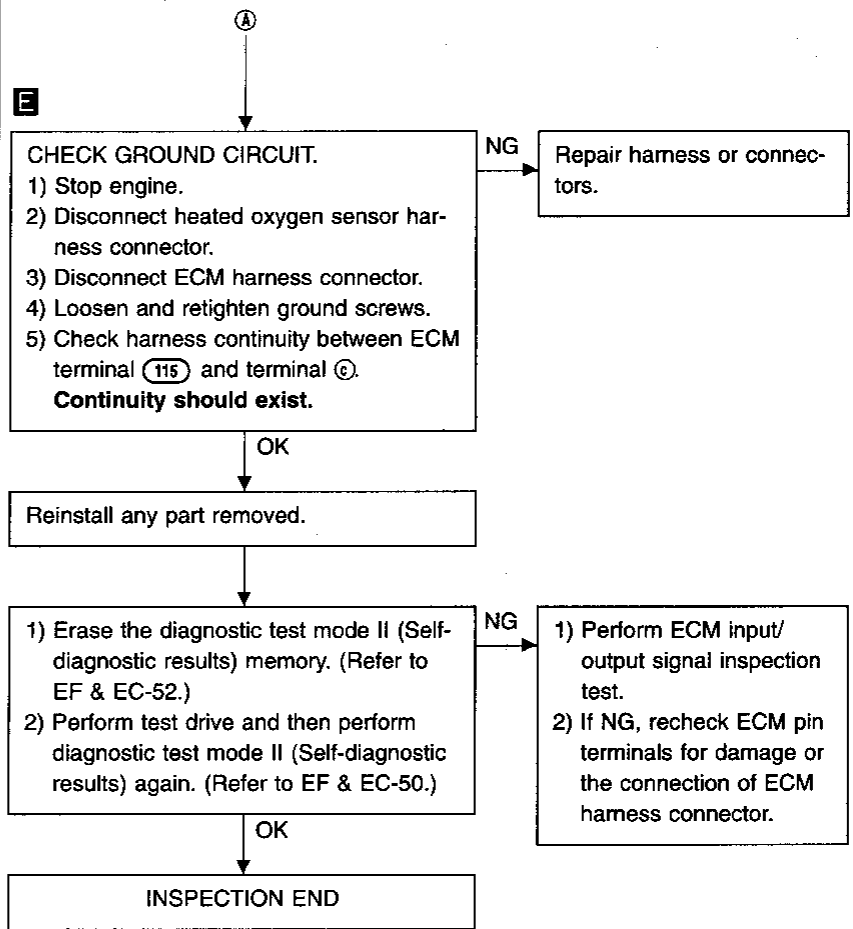 Ⓐ
E
CHECK GROUND CIRCUIT.
1) Stop engine.
2) Disconnect heated oxygen sensor har-
ness connector.
3) Disconnect ECM harness connector.
4) Loosen and retighten ground screws.
5) Check harness continuity between ECM
terminal (115) and terminal ⓒ.
Continuity should exist.
NG
Repair harness or connec-
tors.
OK
Reinstall any part removed.
1) Erase the diagnostic test mode II (Self-
diagnostic results) memory. (Refer to
EF & EC-52.)
2) Perform test drive and then perform
diagnostic test mode II (Self-diagnostic
results) again. (Refer to EF & EC-50.)
NG
1) Perform ECM input/
output signal inspection
test.
2) If NG, recheck ECM pin
terminals for damage or
the connection of ECM
harness connector.
OK
INSPECTION END